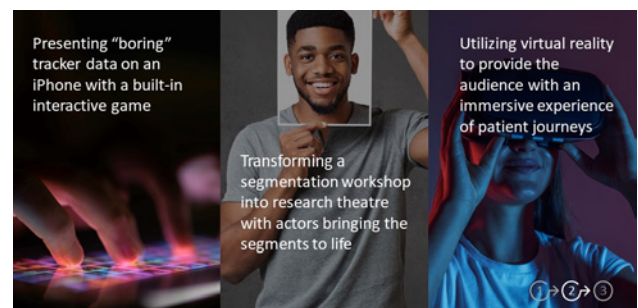 Presenting “boring”
tracker data on an
iPhone with a built-in
interactive game
Transforming a
segmentation workshop
into research theatre
with actors bringing the
segments to life
Utilizing virtual reality
to provide the
audience with an
immersive experience
of patient journeys
1 → 2 → 3